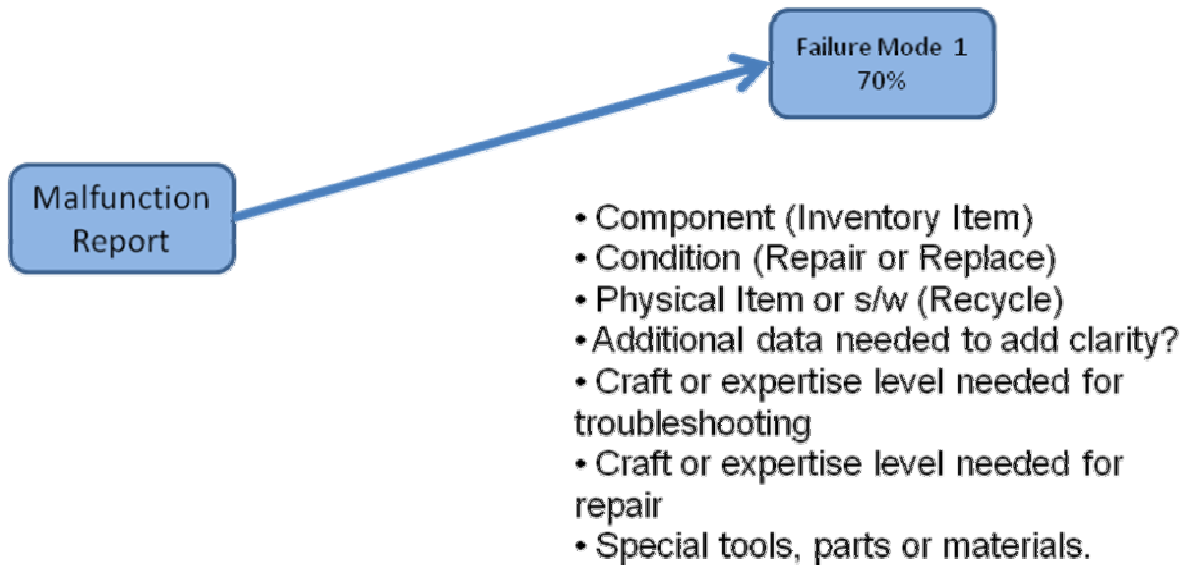 Failure Mode 1
70%
Malfunction
Report
• Component (Inventory Item)
• Condition (Repair or Replace)
• Physical Item or s/w (Recycle)
• Additional data needed to add clarity?
• Craft or expertise level needed for
troubleshooting
• Craft or expertise level needed for
repair
• Special tools, parts or materials.